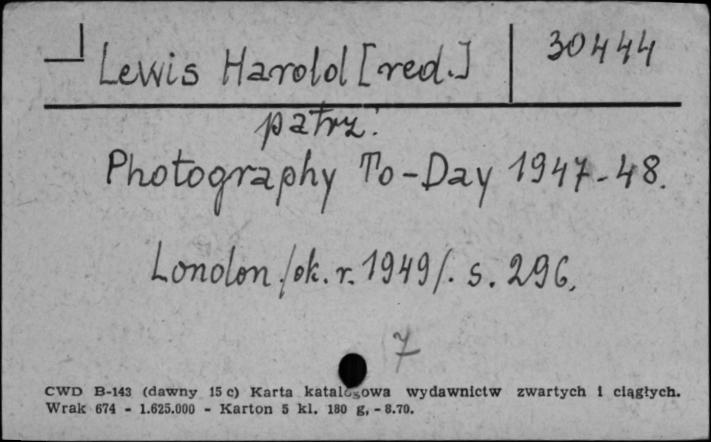 Lewis Harold [red.] 30444
patrz:
Photography To-Day 1947-48.
London /ok. r. 1949/. s. 296.
7
CWD B-143 (dawny 15 c) Karta katalogowa wydawnictw zwartych i ciągłych.
Wrak 674 - 1.625.000 - Karton 5 kl. 180 g, - 8.70.